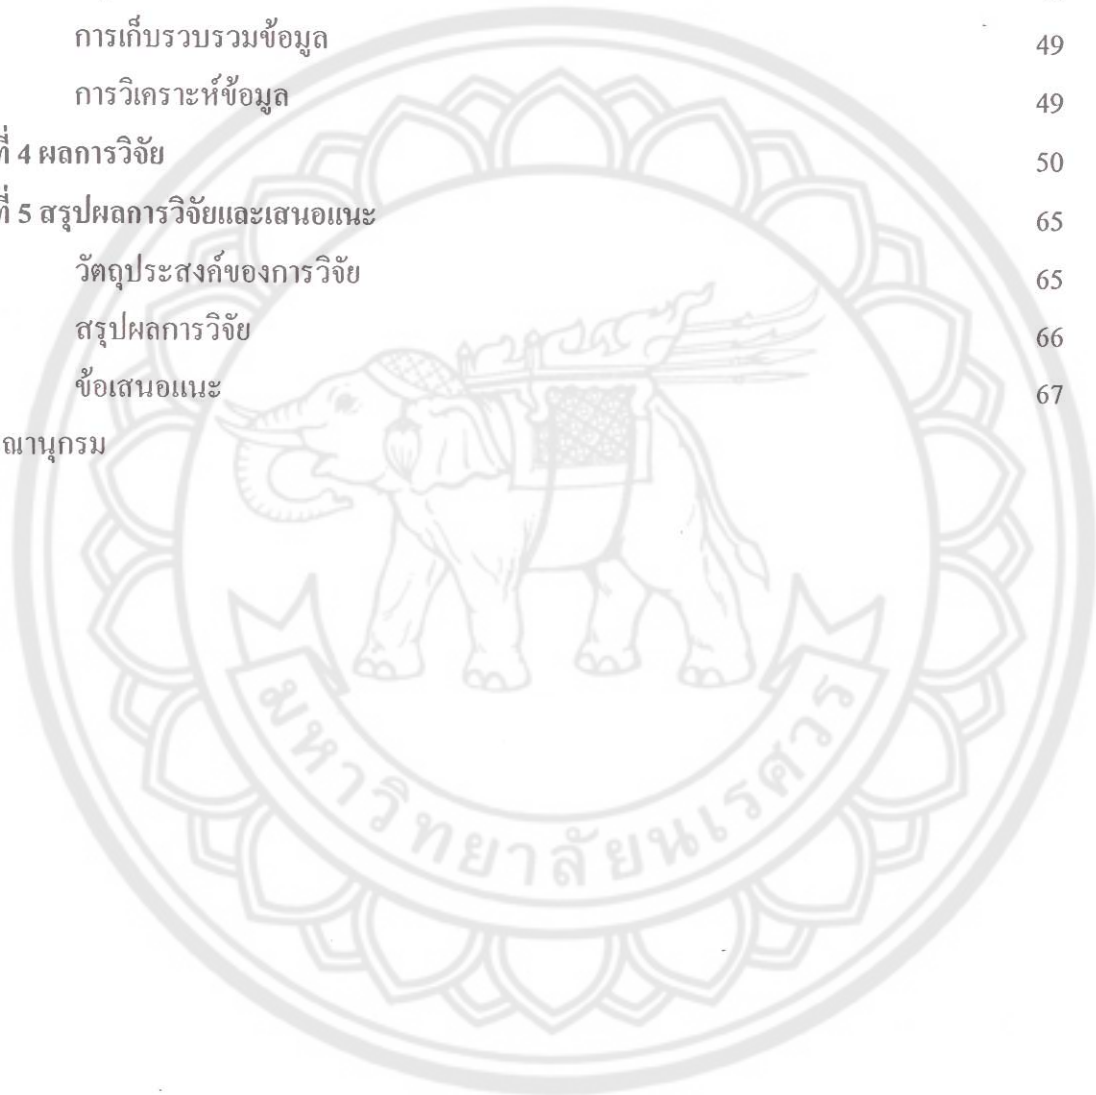 การเก็บรวบรวมข้อมูล 49
การวิเคราะห์ข้อมูล 49
ที่ 4 ผลการวิจัย 50
ที่ 5 สรุปผลการวิจัยและเสนอแนะ 65
วัตถุประสงค์ของการวิจัย 65
สรุปผลการวิจัย 66
ข้อเสนอแนะ 67
ณานุกรม
มหาวิทยาลัยนเรศวร